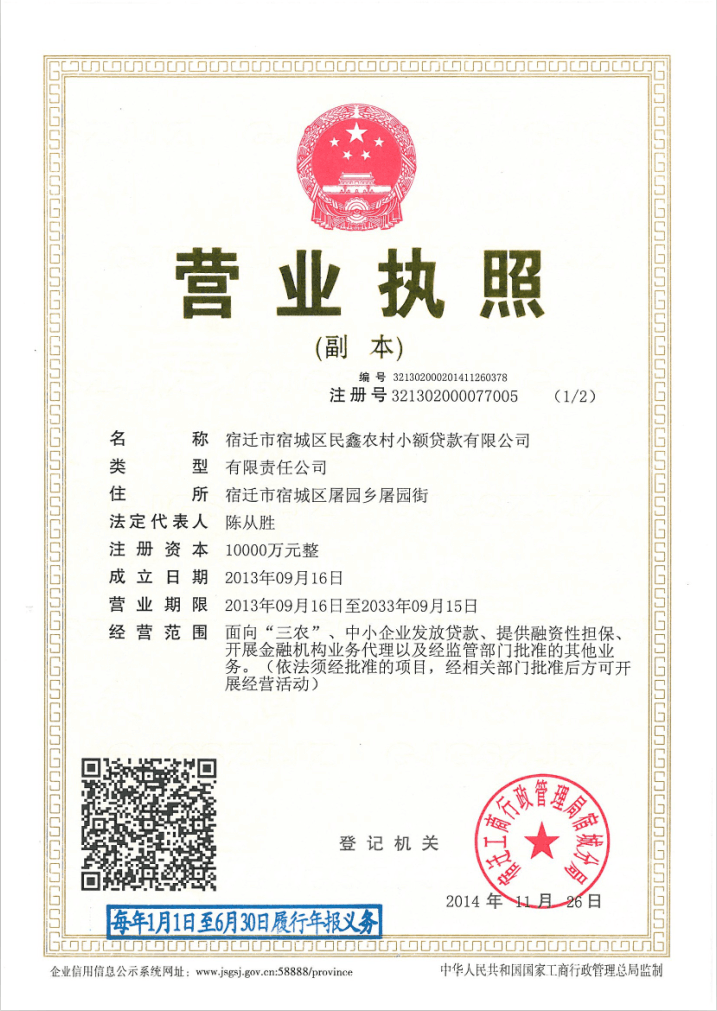 营业执照
(副 本)
编 号 321302000201411260378
注 册 号 321302000077005 (1/2)
名 称 宿迁市宿城区民鑫农村小额贷款有限公司
类 型 有限责任公司
住 所 宿迁市宿城区屠园乡屠园街
法定代表人 陈从胜
注 册 资 本 10000万元整
成 立 日 期 2013年09月16日
营 业 期 限 2013年09月16日至2033年09月15日
经 营 范 围 面向“三农”、中小企业发放贷款、提供融资性担保、
开展金融机构业务代理以及经监管部门批准的其他业
务。（依法须经批准的项目，经相关部门批准后方可开
展经营活动）
宿迁工商行政管理局宿城分局
登 记 机 关
2014 年 11 月 26 日
每年1月1日至6月30日履行年报义务
企业信用信息公示系统网址：www.jsgsj.gov.cn:58888/province
中华人民共和国国家工商行政管理总局监制